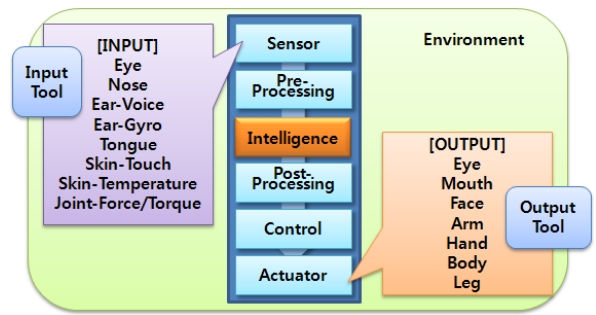 Input
Tool
[INPUT]
Eye
Nose
Ear-Voice
Ear-Gyro
Tongue
Skin-Touch
Skin-Temperature
Joint-Force/Torque
Sensor
Pre-
Processing
Intelligence
Post-
Processing
Control
Actuator
Environment
[OUTPUT]
Eye
Mouth
Face
Arm
Hand
Body
Leg
Output
Tool